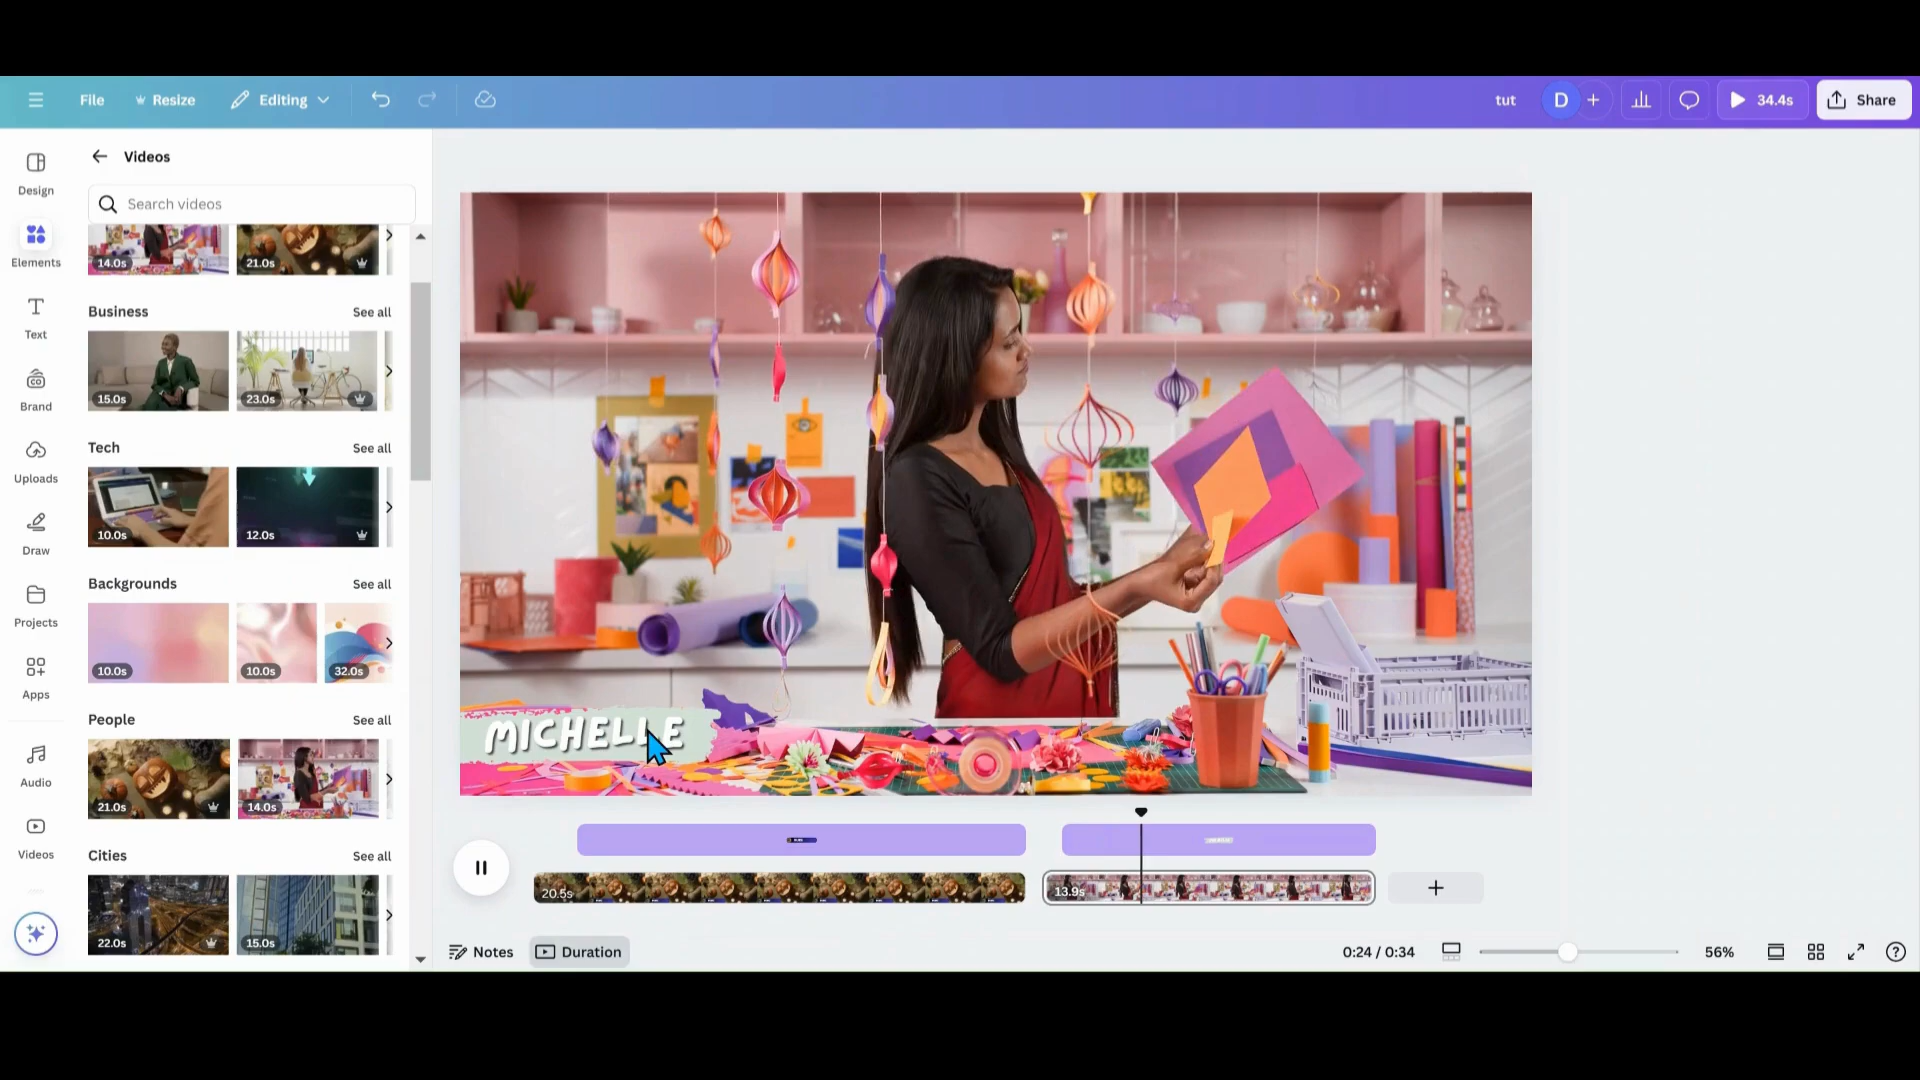 File
Resize
Editing
tut
D
34.4s
Share
Design
Elements
Text
Brand
Uploads
Draw
Projects
Apps
Audio
Videos
Videos
Search videos
14.0s
21.0s
Business
See all
15.0s
23.0s
Tech
See all
10.0s
12.0s
Backgrounds
See all
10.0s
10.0s
32.0s
People
See all
21.0s
14.0s
Cities
See all
22.0s
15.0s
MICHELLE
20.5s
13.9s
Notes
Duration
0:24 / 0:34
56%